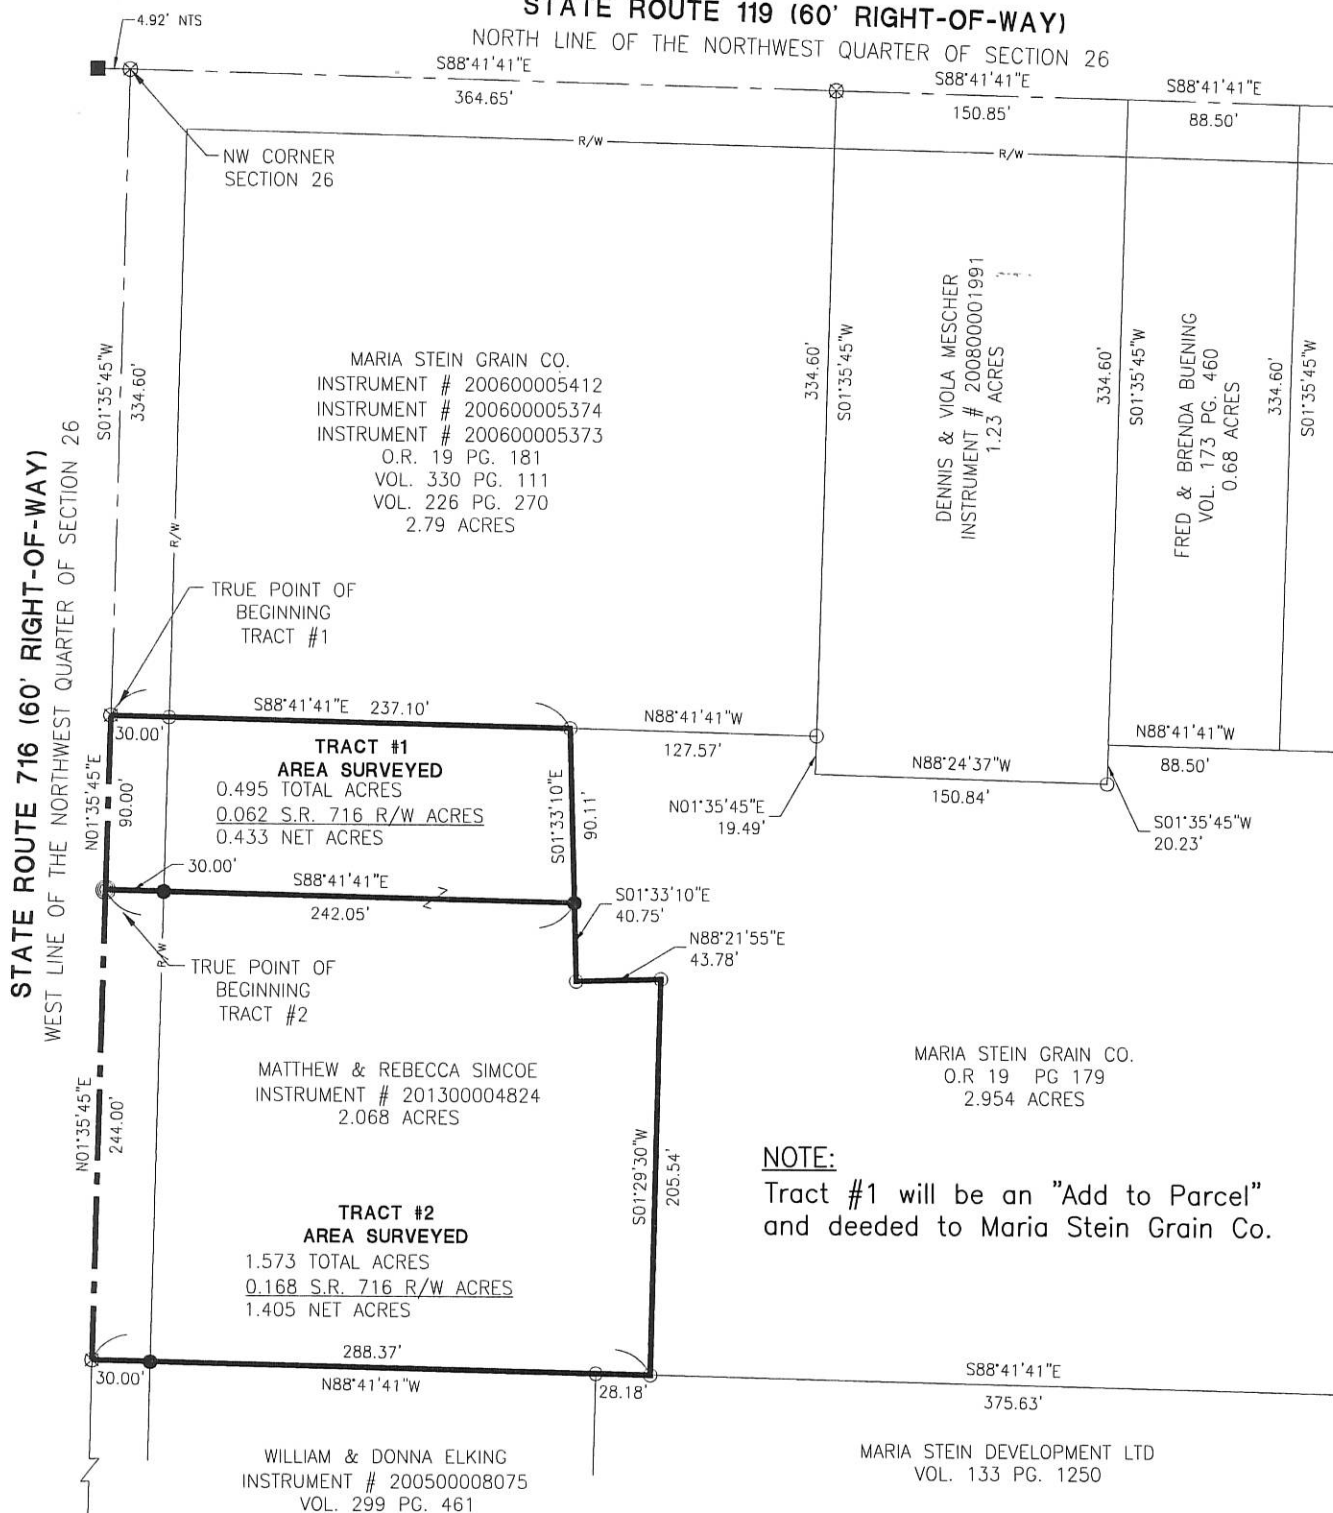 STATE ROUTE 119 (60' RIGHT-OF-WAY)
NORTH LINE OF THE NORTHWEST QUARTER OF SECTION 26
4.92' NTS
S88°41'41"E
364.65'
S88°41'41"E
150.85'
S88°41'41"E
88.50'
R/W
R/W
NW CORNER
SECTION 26
S01°35'45"W
334.60'
R/W
MARIA STEIN GRAIN CO.
INSTRUMENT # 200600005412
INSTRUMENT # 200600005374
INSTRUMENT # 200600005373
O.R. 19 PG. 181
VOL. 330 PG. 111
VOL. 226 PG. 270
2.79 ACRES
334.60'
S01°35'45"W
DENNIS & VIOLA MESCHER
INSTRUMENT # 200800001991
1.23 ACRES
334.60'
S01°35'45"W
FRED & BRENDA BUENING
VOL. 173 PG. 460
0.68 ACRES
334.60'
S01°35'45"W
STATE ROUTE 716 (60' RIGHT-OF-WAY)
WEST LINE OF THE NORTHWEST QUARTER OF SECTION 26
TRUE POINT OF
BEGINNING
TRACT #1
S88°41'41"E 237.10'
30.00'
N88°41'41"W
127.57'
N88°41'41"W
88.50'
N88°24'37"W
150.84'
N01°35'45"E
19.49'
S01°35'45"W
20.23'
N01°35'45"E
90.00'
TRACT #1
AREA SURVEYED
0.495 TOTAL ACRES
0.062 S.R. 716 R/W ACRES
0.433 NET ACRES
S01°33'10"E
90.11'
30.00'
S88°41'41"E
242.05'
S01°33'10"E
40.75'
N88°21'55"E
43.78'
R/W
TRUE POINT OF
BEGINNING
TRACT #2
MATTHEW & REBECCA SIMCOE
INSTRUMENT # 201300004824
2.068 ACRES
N01°35'45"E
244.00'
S01°29'30"W
205.54'
MARIA STEIN GRAIN CO.
O.R 19 PG 179
2.954 ACRES
NOTE:
Tract #1 will be an "Add to Parcel"
and deeded to Maria Stein Grain Co.
TRACT #2
AREA SURVEYED
1.573 TOTAL ACRES
0.168 S.R. 716 R/W ACRES
1.405 NET ACRES
288.37'
N88°41'41"W
30.00'
28.18'
S88°41'41"E
375.63'
WILLIAM & DONNA ELKING
INSTRUMENT # 200500008075
VOL. 299 PG. 461
MARIA STEIN DEVELOPMENT LTD
VOL. 133 PG. 1250